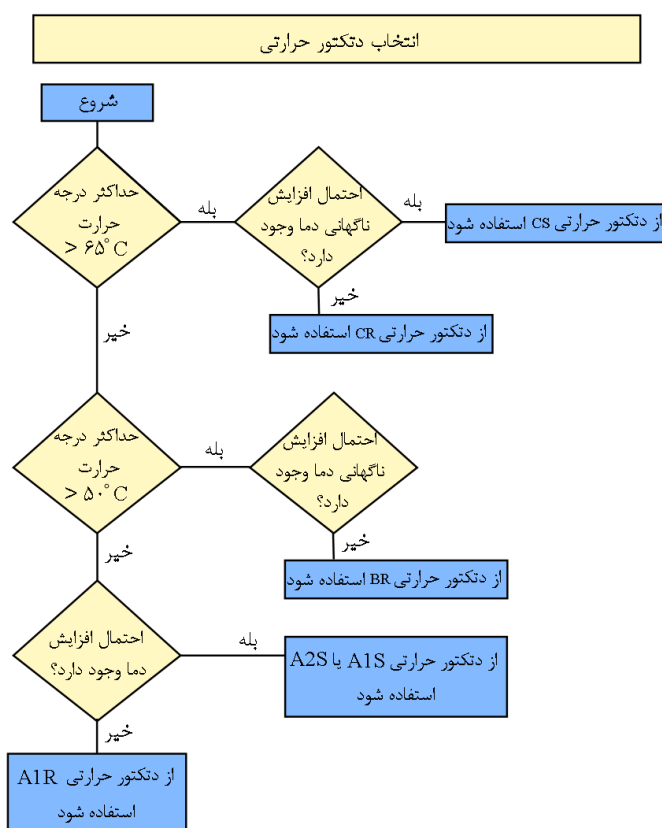 انتخاب دتکتور حرارتی
شروع
حداکثر درجه
حرارت
> ۶۵°C
بله
احتمال افزایش
ناگهانی دما وجود
دارد؟
بله
از دتکتور حرارتی CS استفاده شود
خیر
از دتکتور حرارتی CR استفاده شود
خیر
حداکثر درجه
حرارت
> ۵۰°C
بله
احتمال افزایش
ناگهانی دما وجود
دارد؟
خیر
از دتکتور حرارتی BR استفاده شود
خیر
احتمال افزایش
دما وجود دارد؟
بله
از دتکتور حرارتی A1S یا A2S
استفاده شود
خیر
از دتکتور حرارتی A1R
استفاده شود